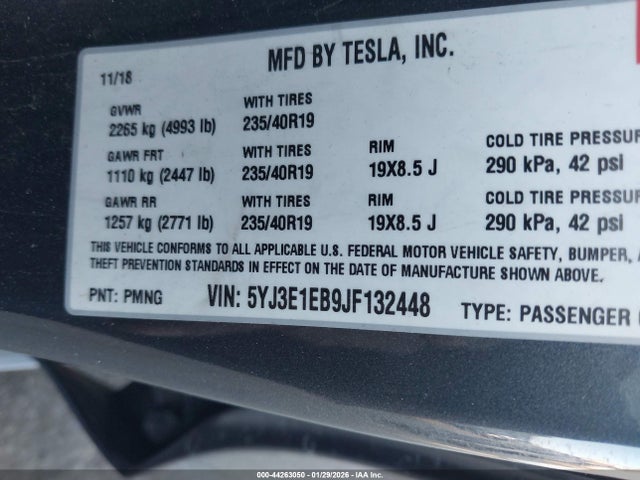 MFD BY TESLA, INC.
11/18
GVWR
2265 kg (4993 lb)
WITH TIRES
235/40R19
GAWR FRT
1110 kg (2447 lb)
WITH TIRES
235/40R19
RIM
19X8.5 J
COLD TIRE PRESSUR
290 kPa, 42 psi
GAWR RR
1257 kg (2771 lb)
WITH TIRES
235/40R19
RIM
19X8.5 J
COLD TIRE PRESSUR
290 kPa, 42 psi
THIS VEHICLE CONFORMS TO ALL APPLICABLE U.S. FEDERAL MOTOR VEHICLE SAFETY, BUMPER, A
THEFT PREVENTION STANDARDS IN EFFECT ON THE DATE OF MANUFACTURE SHOWN ABOVE.
PNT: PMNG VIN: 5YJ3E1EB9JF132448 TYPE: PASSENGER
000-44263050 - 01/29/2026 - IAA Inc.